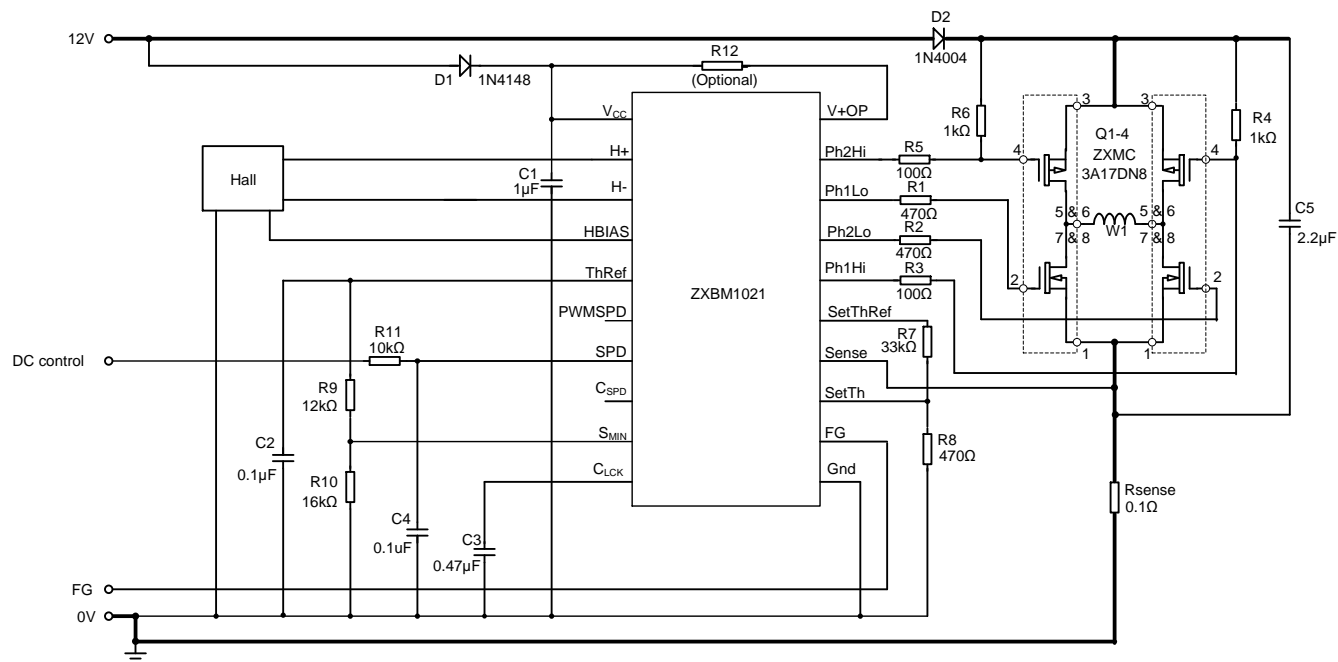 D2
12V
1N4004
R12
(Optional)
D1
1N4148
VCC
V+OP
R6
1kΩ
3
3
R4
1kΩ
Q1-4
ZXMC
3A17DN8
H+
Ph2Hi
R5
100Ω
4
4
Hall
C1
1µF
H-
Ph1Lo
R1
470Ω
5 & 6
5 & 6
W1
7 & 8
7 & 8
C5
2.2µF
HBIAS
Ph2Lo
R2
470Ω
ThRef
Ph1Hi
R3
100Ω
2
2
ZXBM1021
PWMSPD
SetThRef
R7
33kΩ
R11
10kΩ
DC control
SPD
Sense
1
1
R9
12kΩ
CSPD
SetTh
C2
0.1µF
SMIN
FG
R8
470Ω
R10
16kΩ
CLCK
Gnd
Rsense
0.1Ω
C4
0.1uF
C3
0.47µF
FG
0V